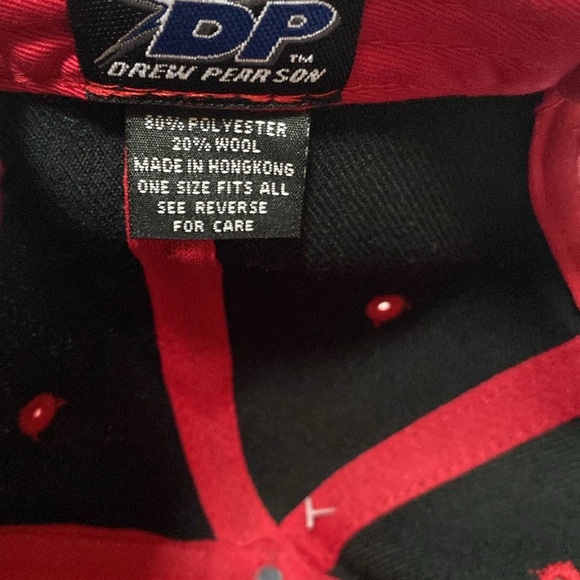 DP
TM
DREW PEARSON
80% POLYESTER
20% WOOL
MADE IN HONGKONG
ONE SIZE FITS ALL
SEE REVERSE
FOR CARE